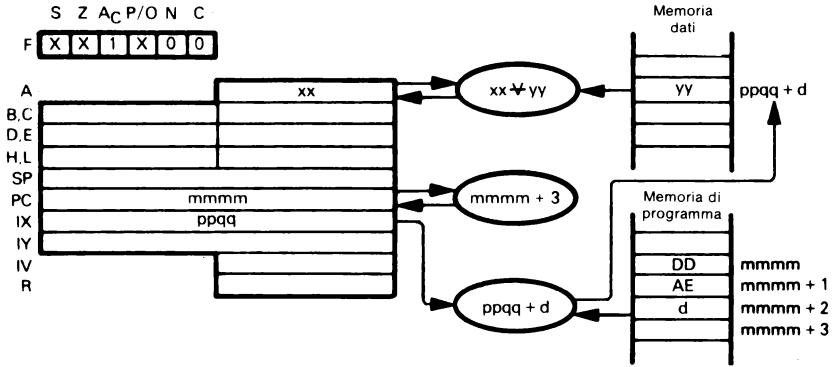 S Z AC P/O N C
F X X 1 X 0 0
A xx
B,C
D,E
H,L
SP
PC mmmm
IX ppqq
IY
IV
R
xx ⊻ yy
mmmm + 3
ppqq + d
Memoria
dati
yy ppqq + d
Memoria di
programma
DD mmmm
AE mmmm + 1
d mmmm + 2
mmmm + 3